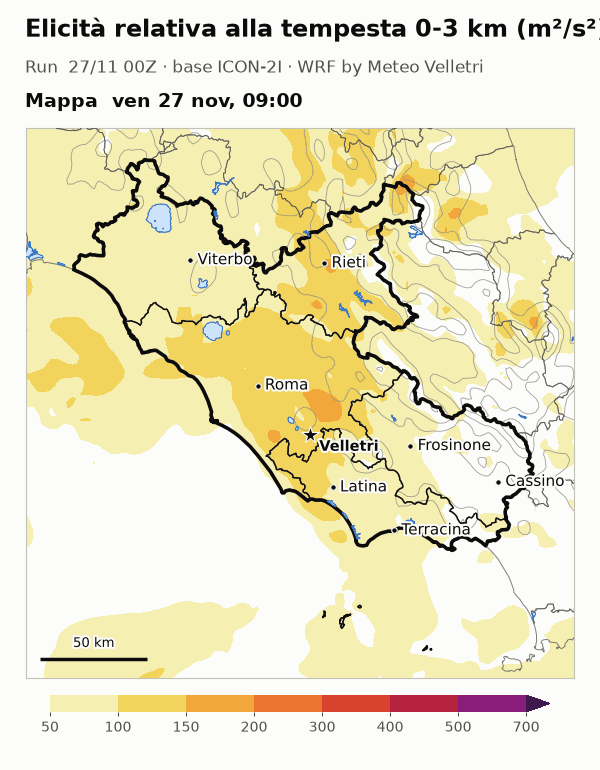 Elicità relativa alla tempesta 0-3 km (m²/s²)
Run 27/11 00Z · base ICON-2I · WRF by Meteo Velletri
Mappa ven 27 nov, 09:00
Viterbo
Rieti
Roma
Velletri
Frosinone
Cassino
Latina
Terracina
50 km
50 100 150 200 300 400 500 700